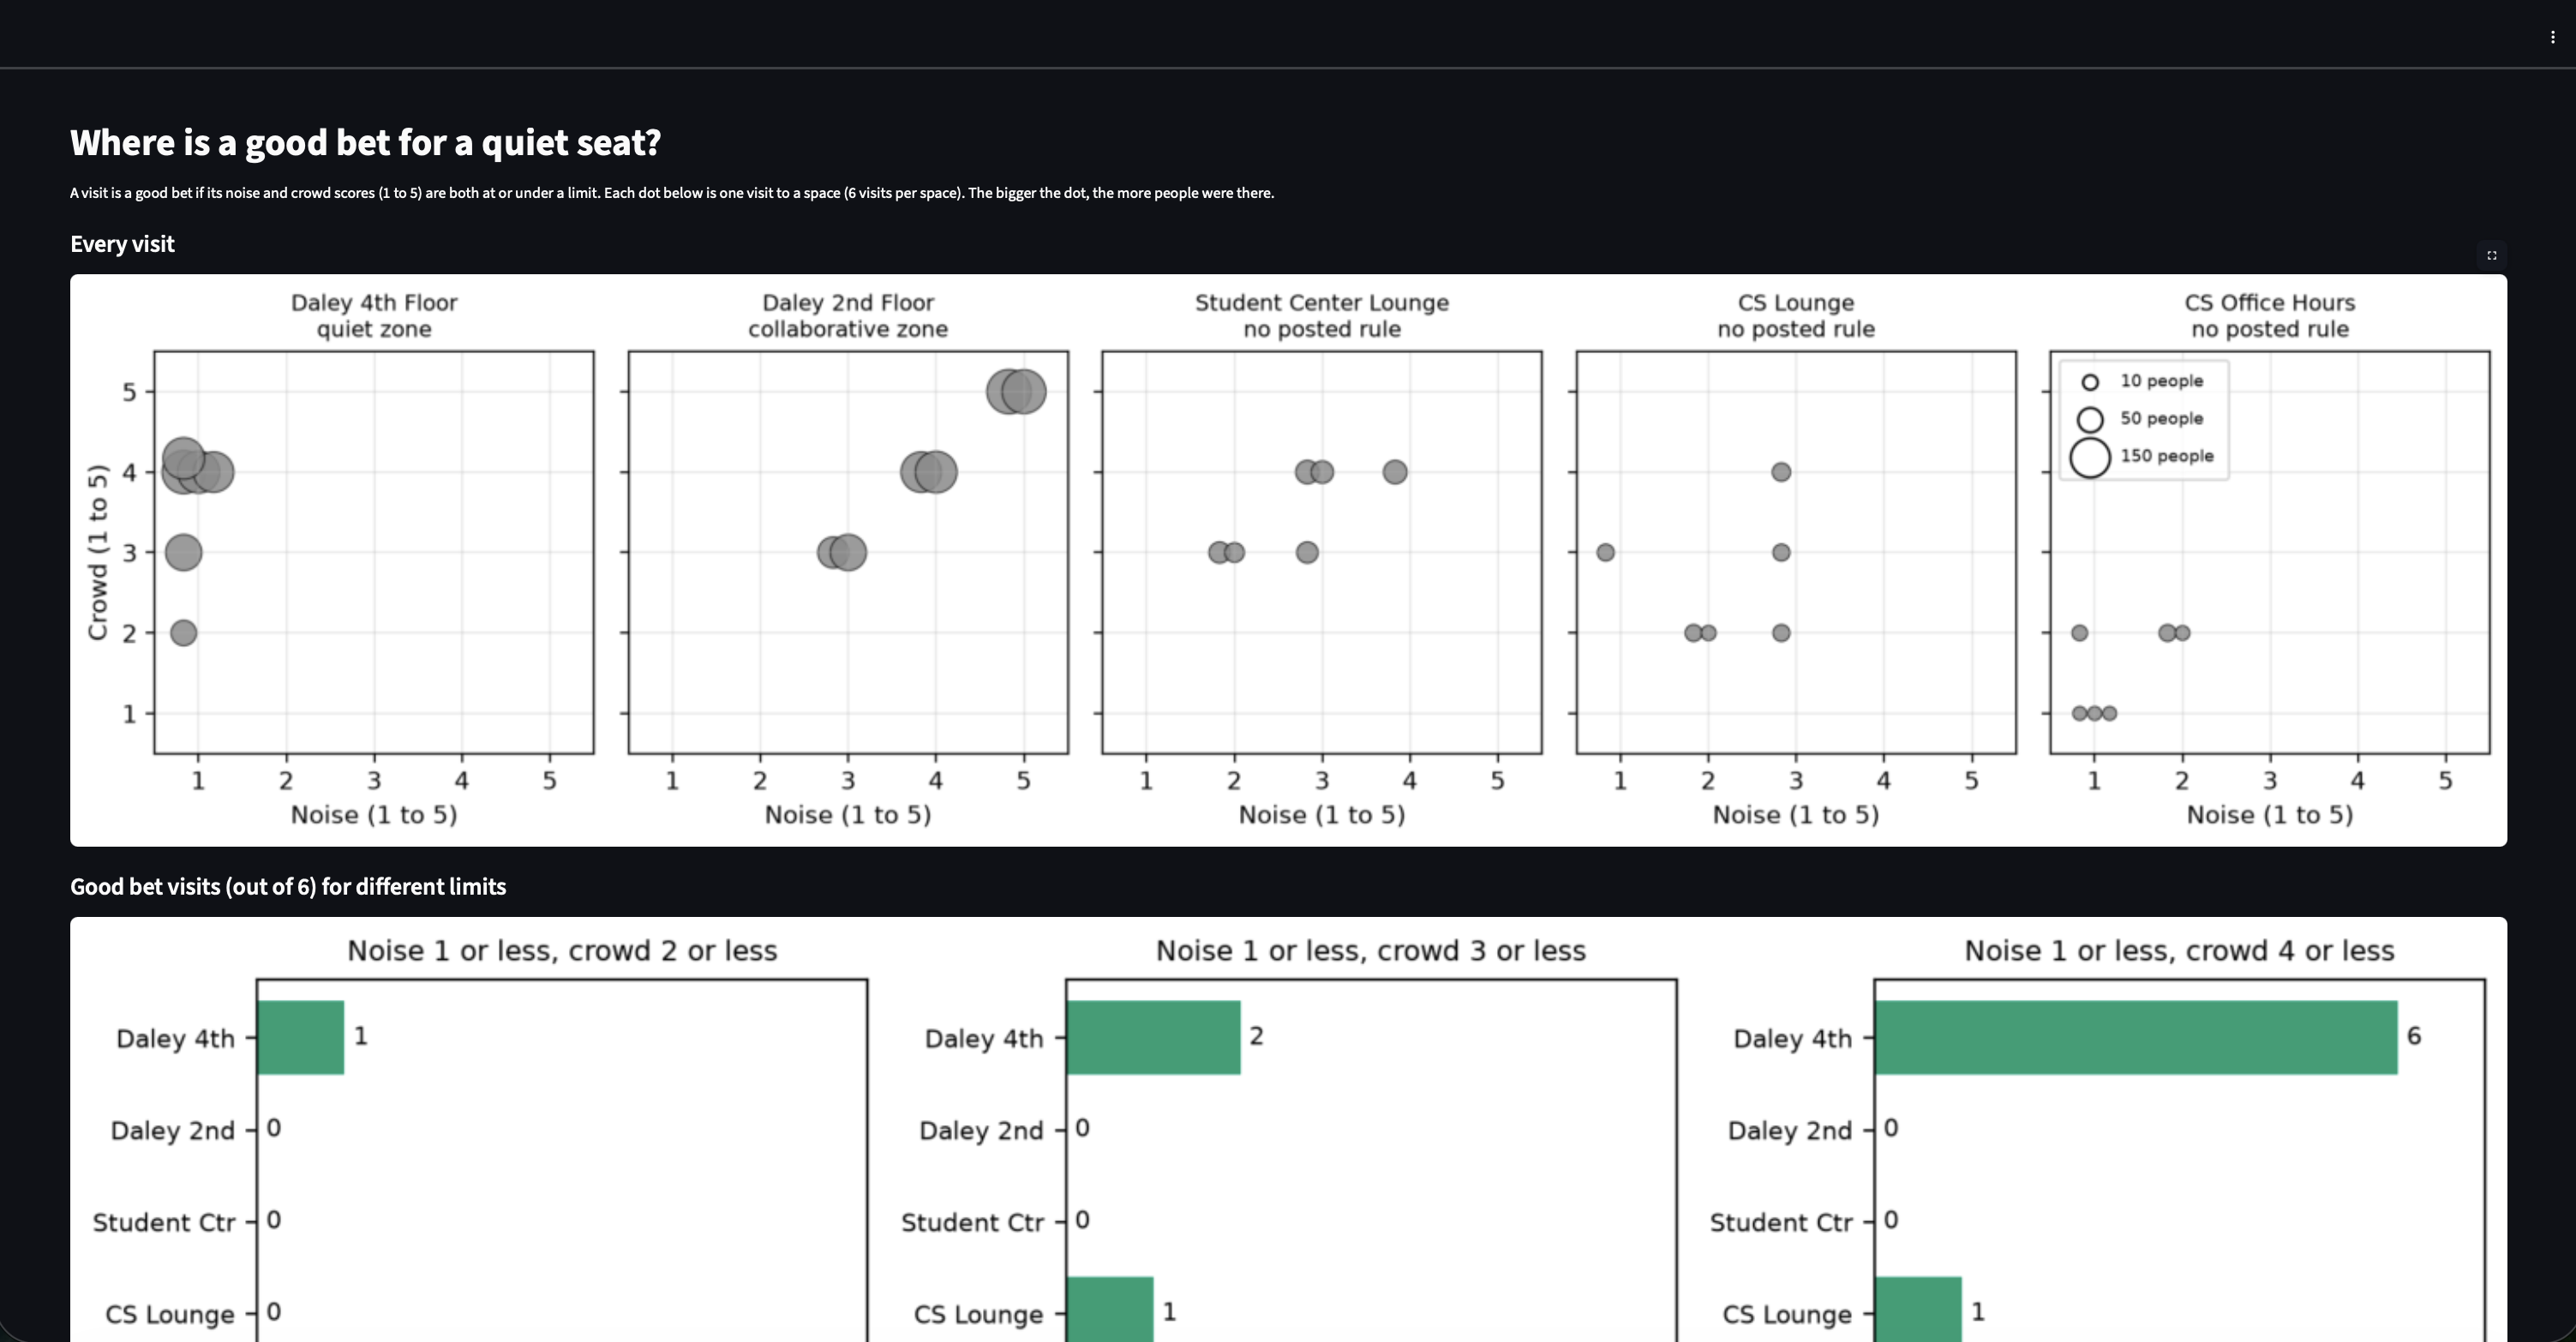 Where is a good bet for a quiet seat?
A visit is a good bet if its noise and crowd scores (1 to 5) are both at or under a limit. Each dot below is one visit to a space (6 visits per space). The bigger the dot, the more people were there.
Every visit
Daley 4th Floor
quiet zone
Daley 2nd Floor
collaborative zone
Student Center Lounge
no posted rule
CS Lounge
no posted rule
CS Office Hours
no posted rule
Crowd (1 to 5)
5
4
3
2
1
10 people
50 people
150 people
1 2 3 4 5
1 2 3 4 5
1 2 3 4 5
1 2 3 4 5
1 2 3 4 5
Noise (1 to 5)
Noise (1 to 5)
Noise (1 to 5)
Noise (1 to 5)
Noise (1 to 5)
Good bet visits (out of 6) for different limits
Noise 1 or less, crowd 2 or less
Daley 4th 1
Daley 2nd 0
Student Ctr 0
CS Lounge 0
Noise 1 or less, crowd 3 or less
Daley 4th 2
Daley 2nd 0
Student Ctr 0
CS Lounge 1
Noise 1 or less, crowd 4 or less
Daley 4th 6
Daley 2nd 0
Student Ctr 0
CS Lounge 1